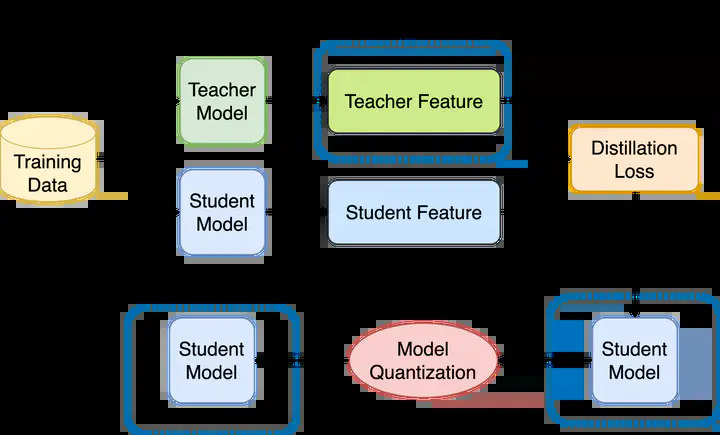 Teacher
Model
Teacher Feature
Training
Data
Distillation
Loss
Student
Model
Student Feature
Student
Model
Model
Quantization
Student
Model